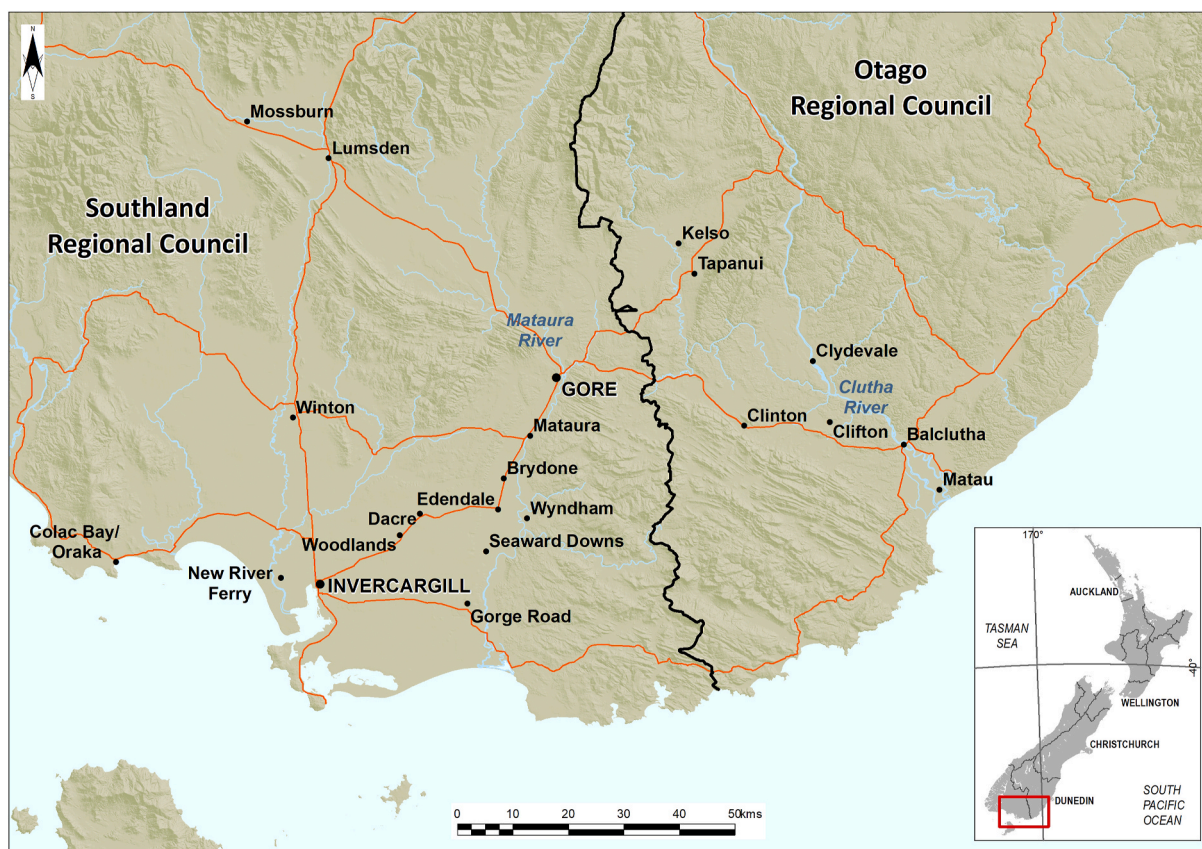 N
S
Otago
Regional Council
Mossburn
Lumsden
Southland
Regional Council
Kelso
Tapanui
Mataura
River
Clydevale
GORE
Clutha
River
Winton
Clinton
Clifton
Balclutha
Mataura
Brydone
Matau
Edendale
Wyndham
Dacre
Colac Bay/
Oraka
Woodlands
Seaward Downs
New River
Ferry
INVERCARGILL
Gorge Road
170°
AUCKLAND
TASMAN
SEA
-40°
WELLINGTON
CHRISTCHURCH
SOUTH
PACIFIC
OCEAN
DUNEDIN
0 10 20 30 40 50kms